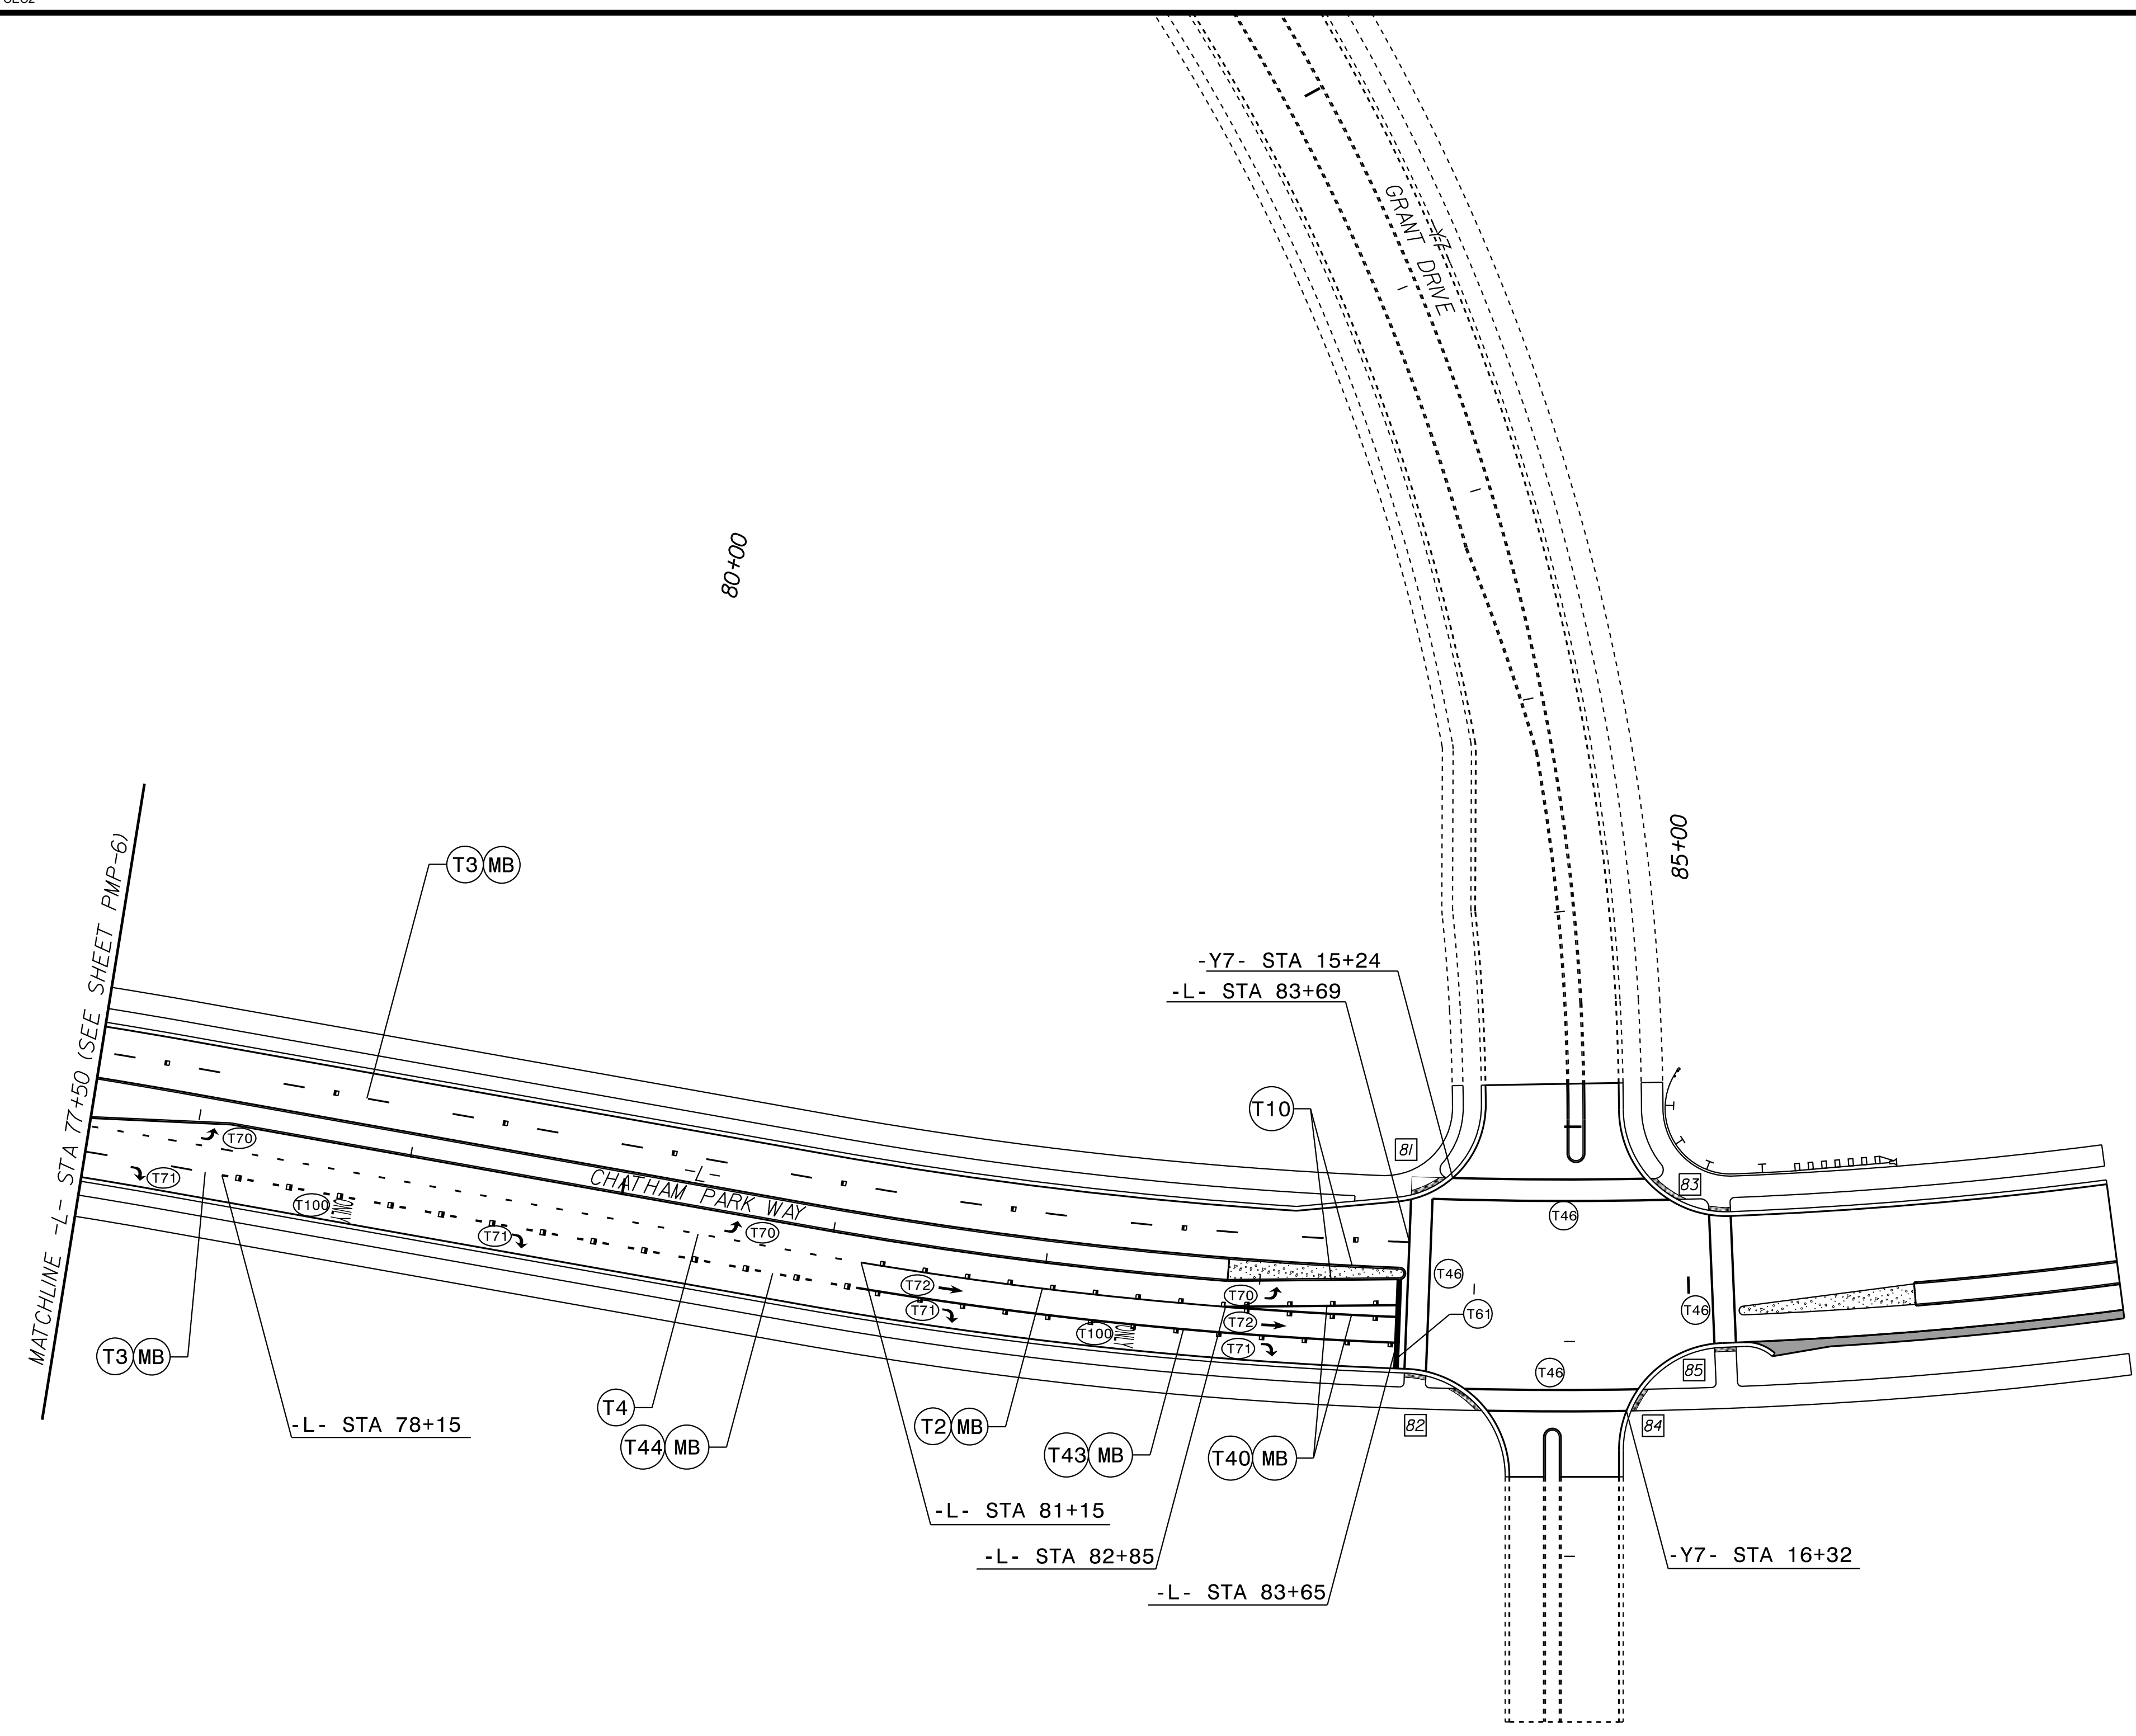 GRANT DRIVE
-Y7-
80+00
85+00
MATCHLINE -L- STA 77+50 (SEE SHEET PMP-6)
T3 MB
-Y7- STA 15+24
-L- STA 83+69
T10
81
83
T70
T71
T100
T71
-L-
CHATHAM PARK WAY
T70
T72
T71
T100
T70
T72
T71
T46
T46
T61
T46
T46
85
82
84
T3 MB
-L- STA 78+15
T4
T44 MB
T2 MB
T43 MB
T40 MB
-L- STA 81+15
-L- STA 82+85
-L- STA 83+65
-Y7- STA 16+32